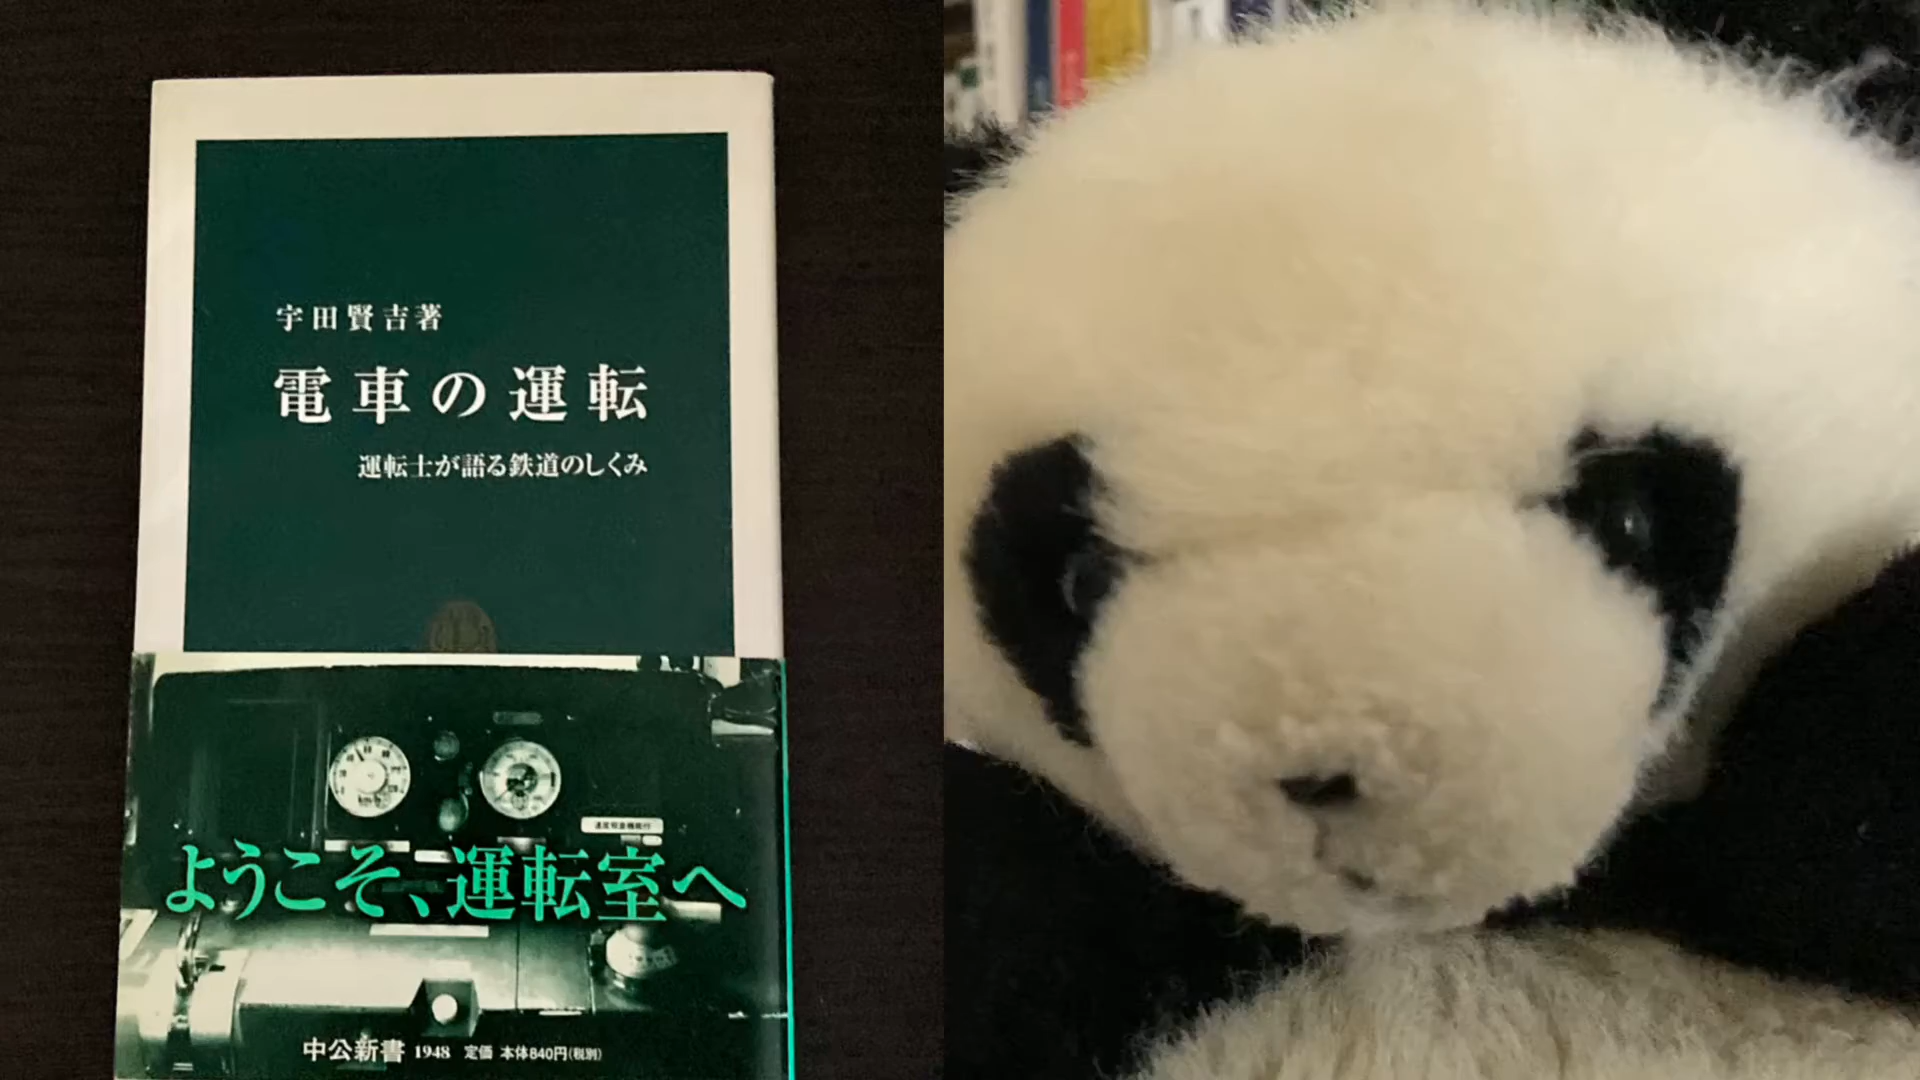 宇田賢吉著
電車の運転
運転士が語る鉄道のしくみ
ようこそ、運転室へ
中公新書 1948 定価 本体840円(税別)